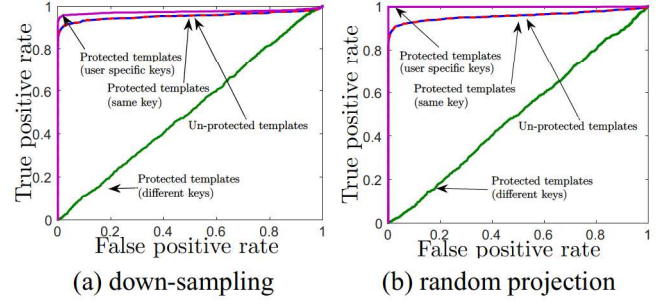 1
0.8
0.6
0.4
0.2
0
0 0.2 0.4 0.6 0.8 1
True positive rate
False positive rate
Protected templates
(user specific keys)
Protected templates
(same key)
Un-protected templates
Protected templates
(different keys)
(a) down-sampling
1
0.8
0.6
0.4
0.2
0
0 0.2 0.4 0.6 0.8 1
True positive rate
False positive rate
Protected templates
(user specific keys)
Protected templates
(same key)
Un-protected templates
Protected templates
(different keys)
(b) random projection